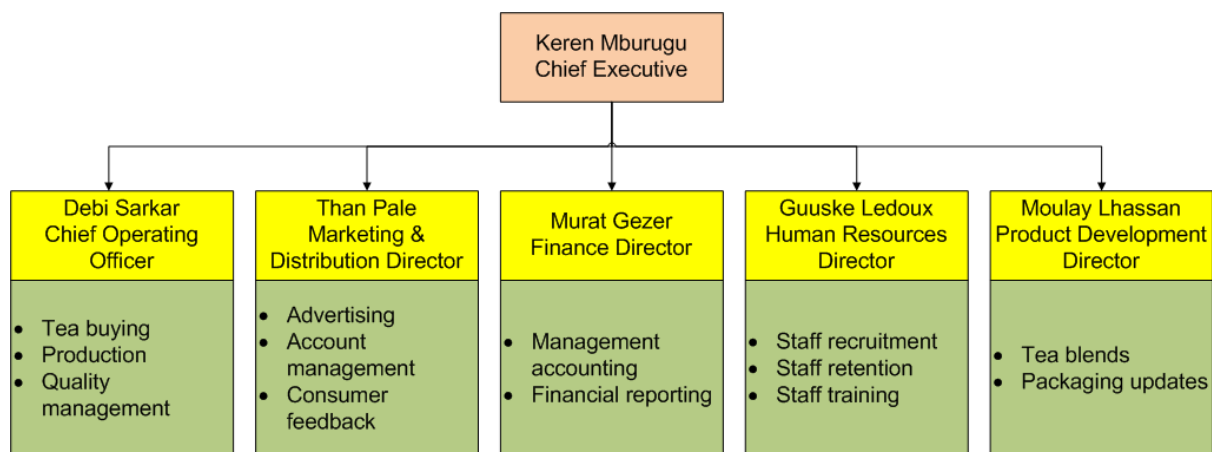 Keren Mburugu
Chief Executive
Debi Sarkar
Chief Operating
Officer
Than Pale
Marketing &
Distribution Director
Murat Gezer
Finance Director
Guuske Ledoux
Human Resources
Director
Moulay Lhassan
Product Development
Director
• Tea buying
• Production
• Quality
management
• Advertising
• Account
management
• Consumer
feedback
• Management
accounting
• Financial reporting
• Staff recruitment
• Staff retention
• Staff training
• Tea blends
• Packaging updates